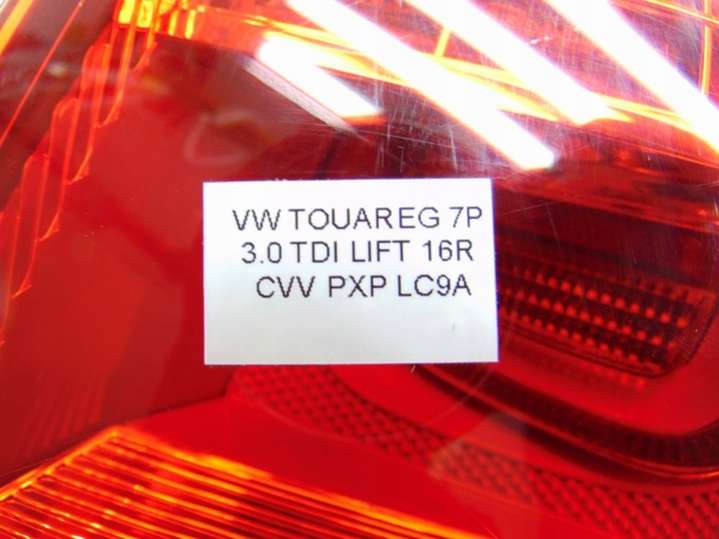 VW TOUAREG 7P
3.0 TDI LIFT 16R
CVV PXP LC9A